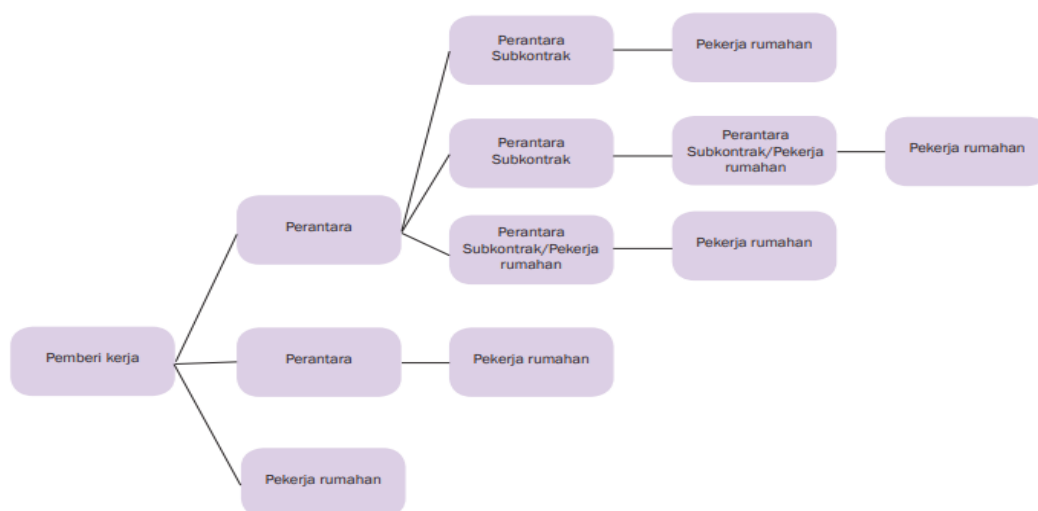 Perantara
Subkontrak
Pekerja rumahan
Perantara
Subkontrak
Perantara
Subkontrak/Pekerja
rumahan
Pekerja rumahan
Perantara
Perantara
Subkontrak/Pekerja
rumahan
Pekerja rumahan
Pemberi kerja
Perantara
Pekerja rumahan
Pekerja rumahan